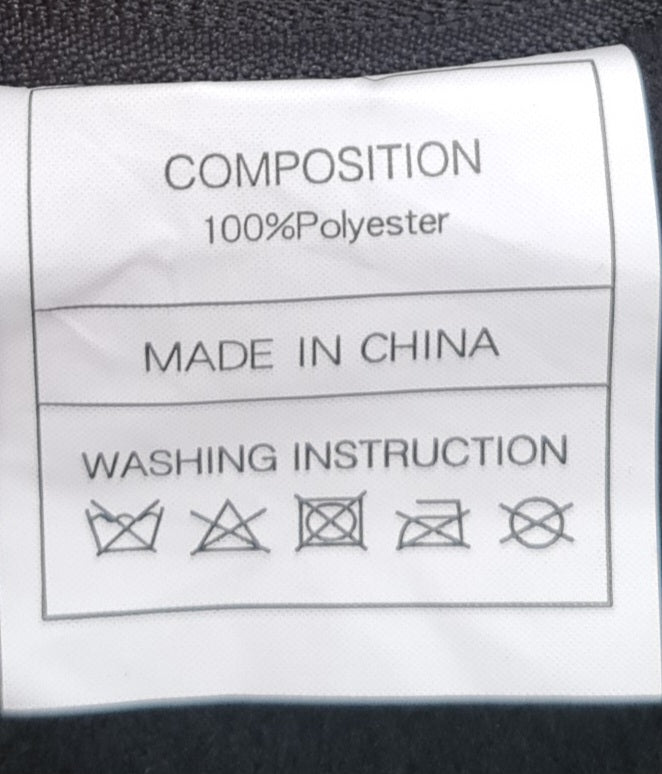 COMPOSITION
100%Polyester
MADE IN CHINA
WASHING INSTRUCTION